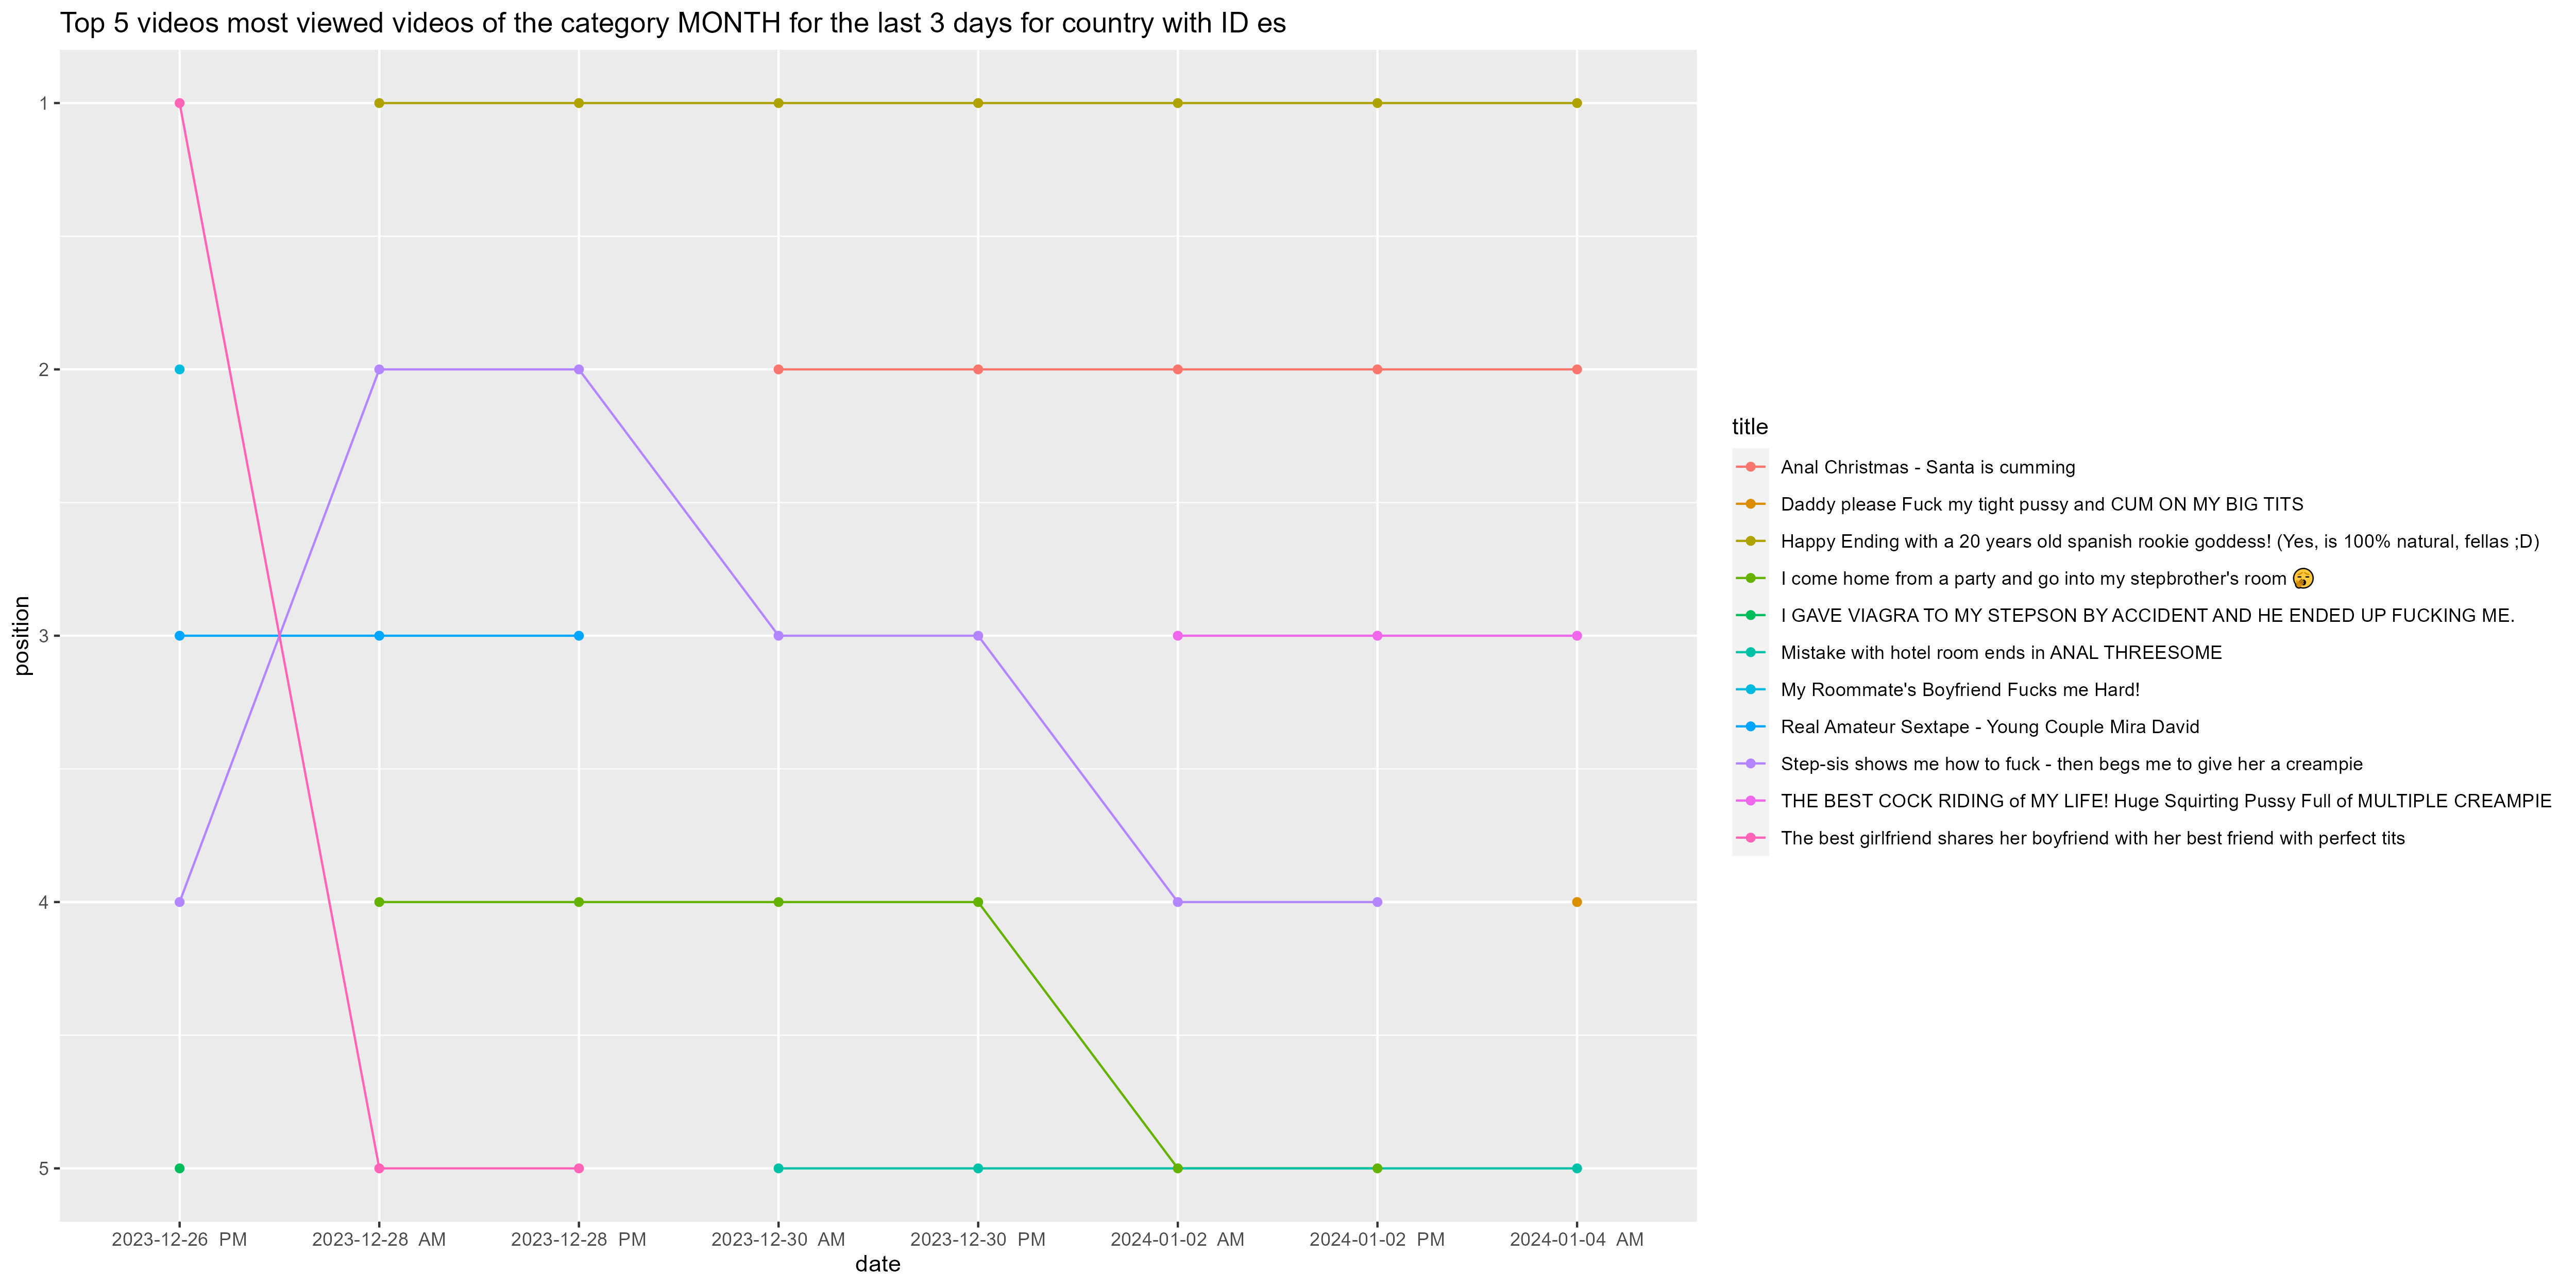 Top 5 videos most viewed videos of the category MONTH for the last 3 days for country with ID es
1
2
3
4
5
position
2023-12-26 PM
2023-12-28 AM
2023-12-28 PM
2023-12-30 AM
2023-12-30 PM
2024-01-02 AM
2024-01-02 PM
2024-01-04 AM
date
title
Anal Christmas - Santa is cumming
Daddy please Fuck my tight pussy and CUM ON MY BIG TITS
Happy Ending with a 20 years old spanish rookie goddess! (Yes, is 100% natural, fellas ;D)
I come home from a party and go into my stepbrother's room 🥱
I GAVE VIAGRA TO MY STEPSON BY ACCIDENT AND HE ENDED UP FUCKING ME.
Mistake with hotel room ends in ANAL THREESOME
My Roommate's Boyfriend Fucks me Hard!
Real Amateur Sextape - Young Couple Mira David
Step-sis shows me how to fuck - then begs me to give her a creampie
THE BEST COCK RIDING of MY LIFE! Huge Squirting Pussy Full of MULTIPLE CREAMPIE
The best girlfriend shares her boyfriend with her best friend with perfect tits